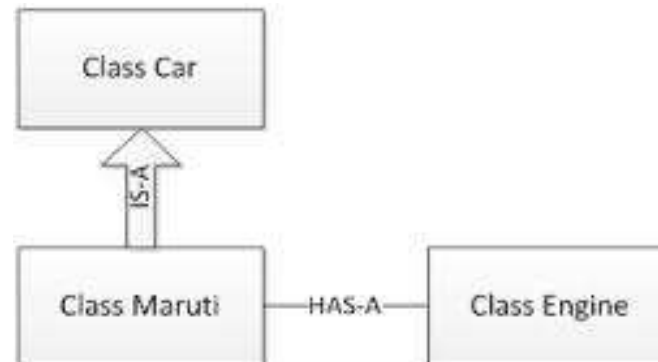 Class Car
IS-A
Class Maruti
HAS-A
Class Engine